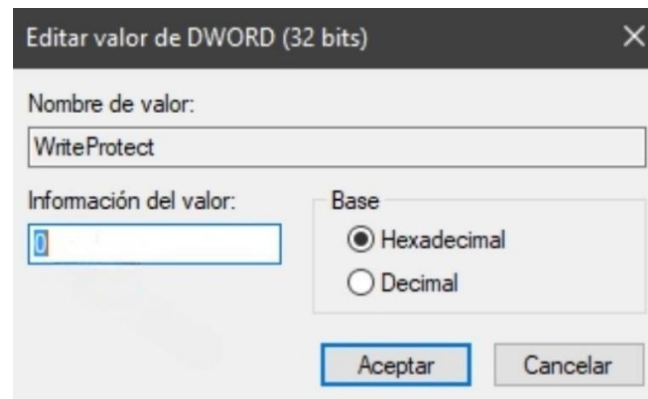 Editar valor de DWORD (32 bits)
Nombre de valor:
WriteProtect
Información del valor:
0
Base
Hexadecimal
Decimal
Aceptar
Cancelar